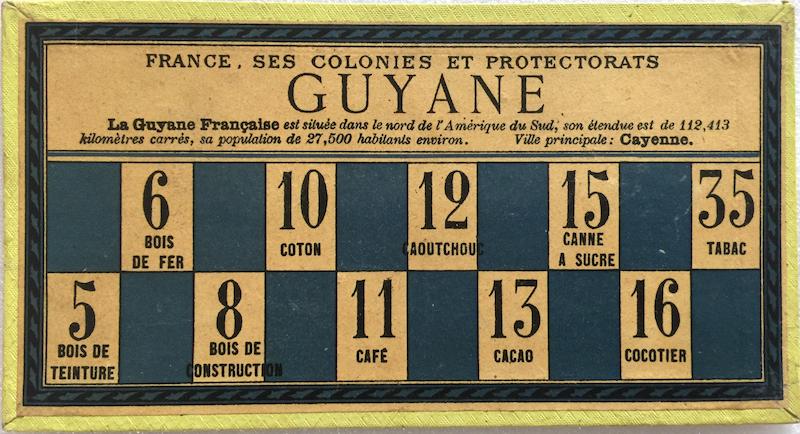 FRANCE, SES COLONIES ET PROTECTORATS
GUYANE
La Guyane Française est située dans le nord de l'Amérique du Sud, son étendue est de 112,413
kilomètres carrés, sa population de 27,500 habitants environ. Ville principale: Cayenne.
6
BOIS
DE FER
10
COTON
12
CAOUTCHOUC
15
CANNE
A SUCRE
35
TABAC
5
BOIS DE
TEINTURE
8
BOIS DE
CONSTRUCTION
11
CAFÉ
13
CACAO
16
COCOTIER